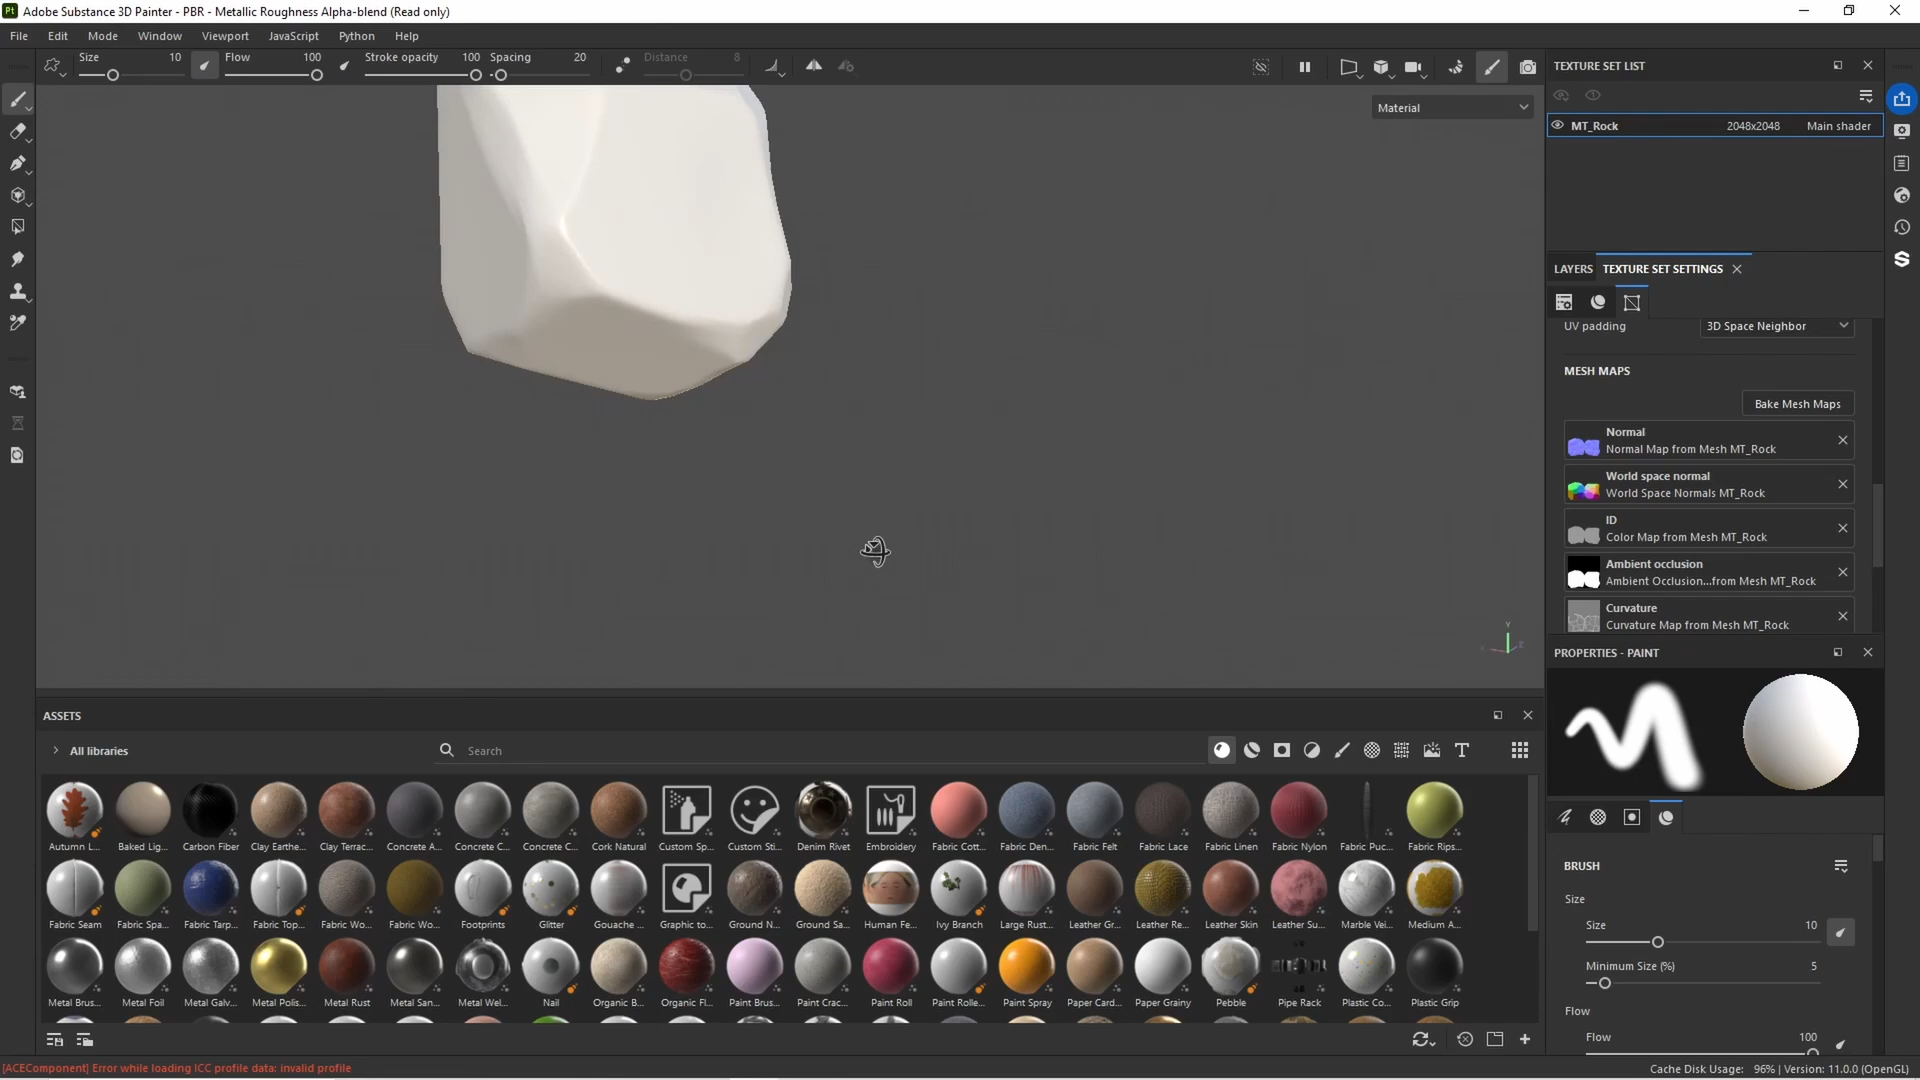 Pt Adobe Substance 3D Painter - PBR - Metallic Roughness Alpha-blend (Read only)
File Edit Mode Window Viewport JavaScript Python Help
Size 10 Flow 100 Stroke opacity 100 Spacing 20 Distance 8
Material
TEXTURE SET LIST
MT_Rock 2048x2048 Main shader
LAYERS TEXTURE SET SETTINGS
UV padding 3D Space Neighbor
MESH MAPS
Bake Mesh Maps
Normal
Normal Map from Mesh MT_Rock
World space normal
World Space Normals MT_Rock
ID
Color Map from Mesh MT_Rock
Ambient occlusion
Ambient Occlusion...from Mesh MT_Rock
Curvature
Curvature Map from Mesh MT_Rock
Y
PROPERTIES - PAINT
BRUSH
Size
Size 10
Minimum Size (%) 5
Flow
Flow 100
ASSETS
All libraries Search
Autumn L... Baked Lig... Carbon Fiber Clay Earthe... Clay Terrac... Concrete A... Concrete C... Concrete C... Cork Natural Custom Sp... Custom Sti... Denim Rivet Embroidery Fabric Cott... Fabric Den... Fabric Felt Fabric Lace Fabric Linen Fabric Nylon Fabric Puc... Fabric Rips...
Fabric Seam Fabric Spa... Fabric Tarp... Fabric Top... Fabric Wo... Fabric Wo... Footprints Glitter Gouache ... Graphic to... Ground N... Ground Sa... Human Fe... Ivy Branch Large Rust... Leather Gr... Leather Re... Leather Skin Leather Su... Marble Vei... Medium A...
Metal Brus... Metal Foil Metal Galv... Metal Polis... Metal Rust Metal San... Metal Wel... Nail Organic B... Organic Fl... Paint Brus... Paint Crac... Paint Roll Paint Rolle... Paint Spray Paper Card... Paper Grainy Pebble Pipe Rack Plastic Co... Plastic Grip
[ACEComponent] Error while loading ICC profile data: invalid profile
Cache Disk Usage: 96% | Version: 11.0.0 (OpenGL)